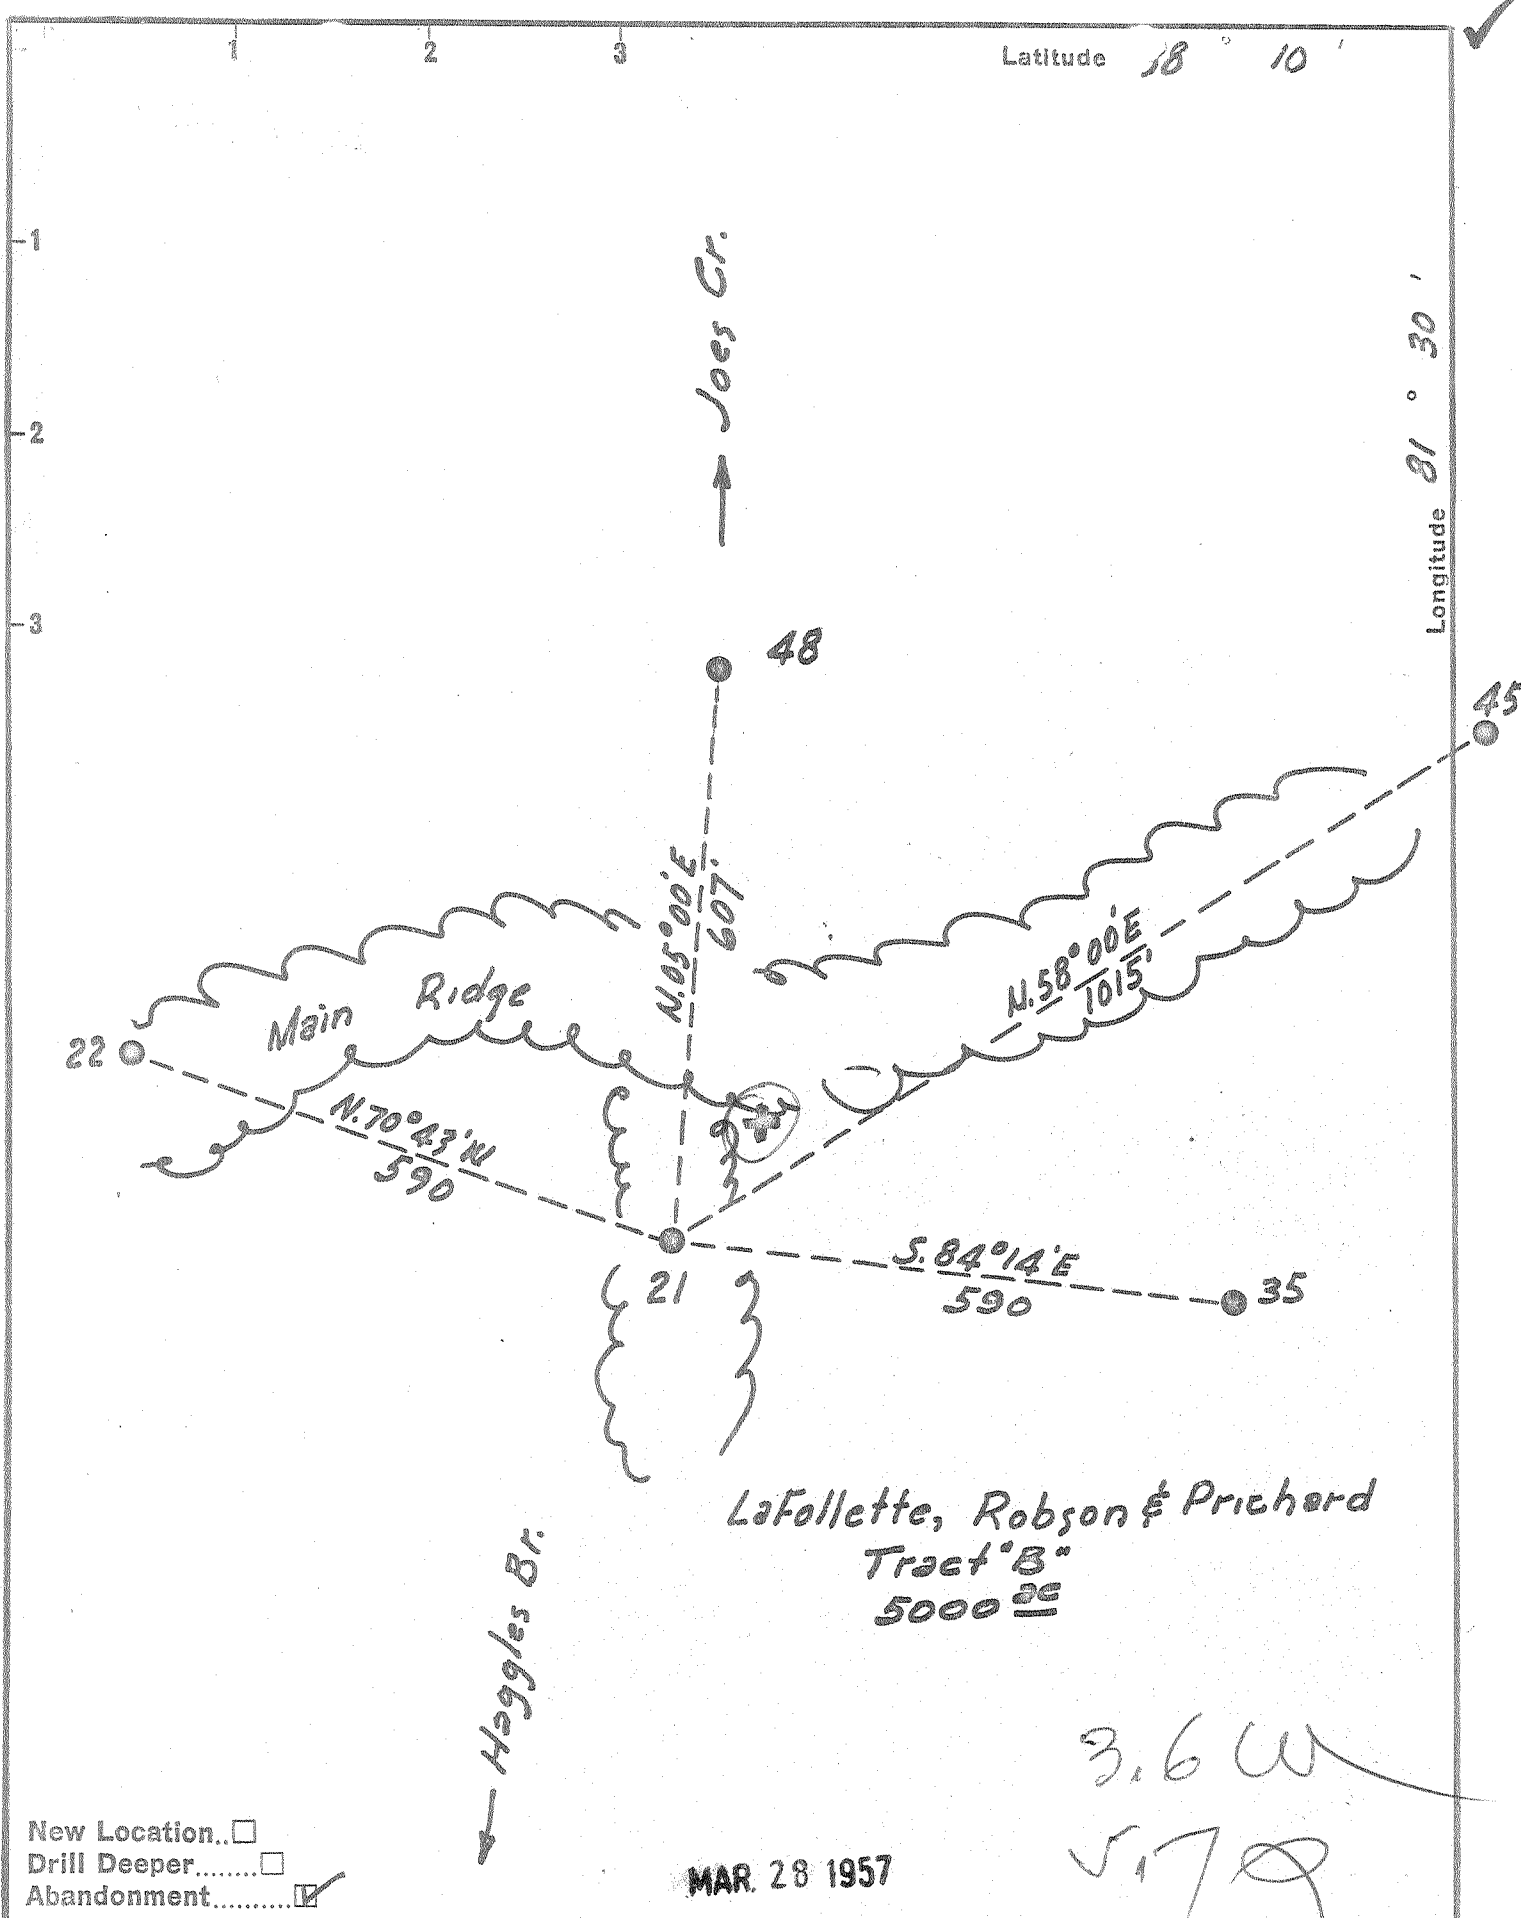 1 2 3 Latitude 38 ° 10 '
1
2
3
Longitude 81 ° 30 '
Joes Cr.
48
45
N.05°00'E
607'
N.58°00'E
1015'
Main Ridge
22
N.70°43'W
590
21
S.84°14'E
590
35
LaFollette, Robson & Prichard
Tract "B"
5000 ac
Haggles Br.
3.6 W
New Location..☐
Drill Deeper........☐
Abandonment..........☑
MAR. 28 1957